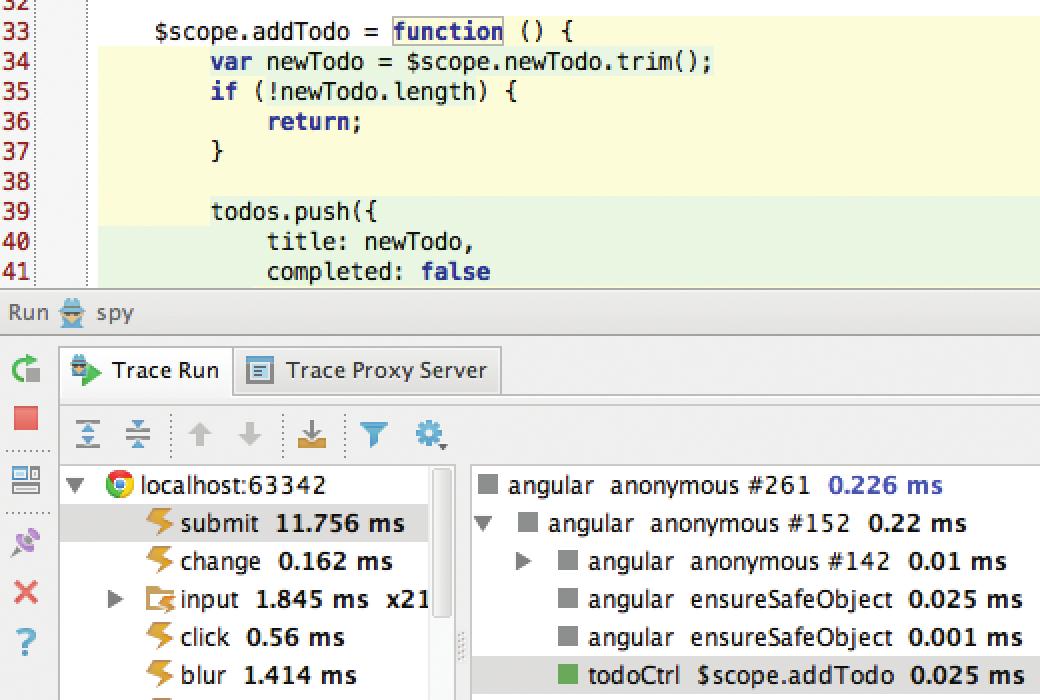 32
33 $scope.addTodo = function () {
34 var newTodo = $scope.newTodo.trim();
35 if (!newTodo.length) {
36 return;
37 }
38
39 todos.push({
40 title: newTodo,
41 completed: false
Run spy
Trace Run Trace Proxy Server
localhost:63342
submit 11.756 ms
change 0.162 ms
input 1.845 ms x21
click 0.56 ms
blur 1.414 ms
angular anonymous #261 0.226 ms
angular anonymous #152 0.22 ms
angular anonymous #142 0.01 ms
angular ensureSafeObject 0.025 ms
angular ensureSafeObject 0.001 ms
todoCtrl $scope.addTodo 0.025 ms
?